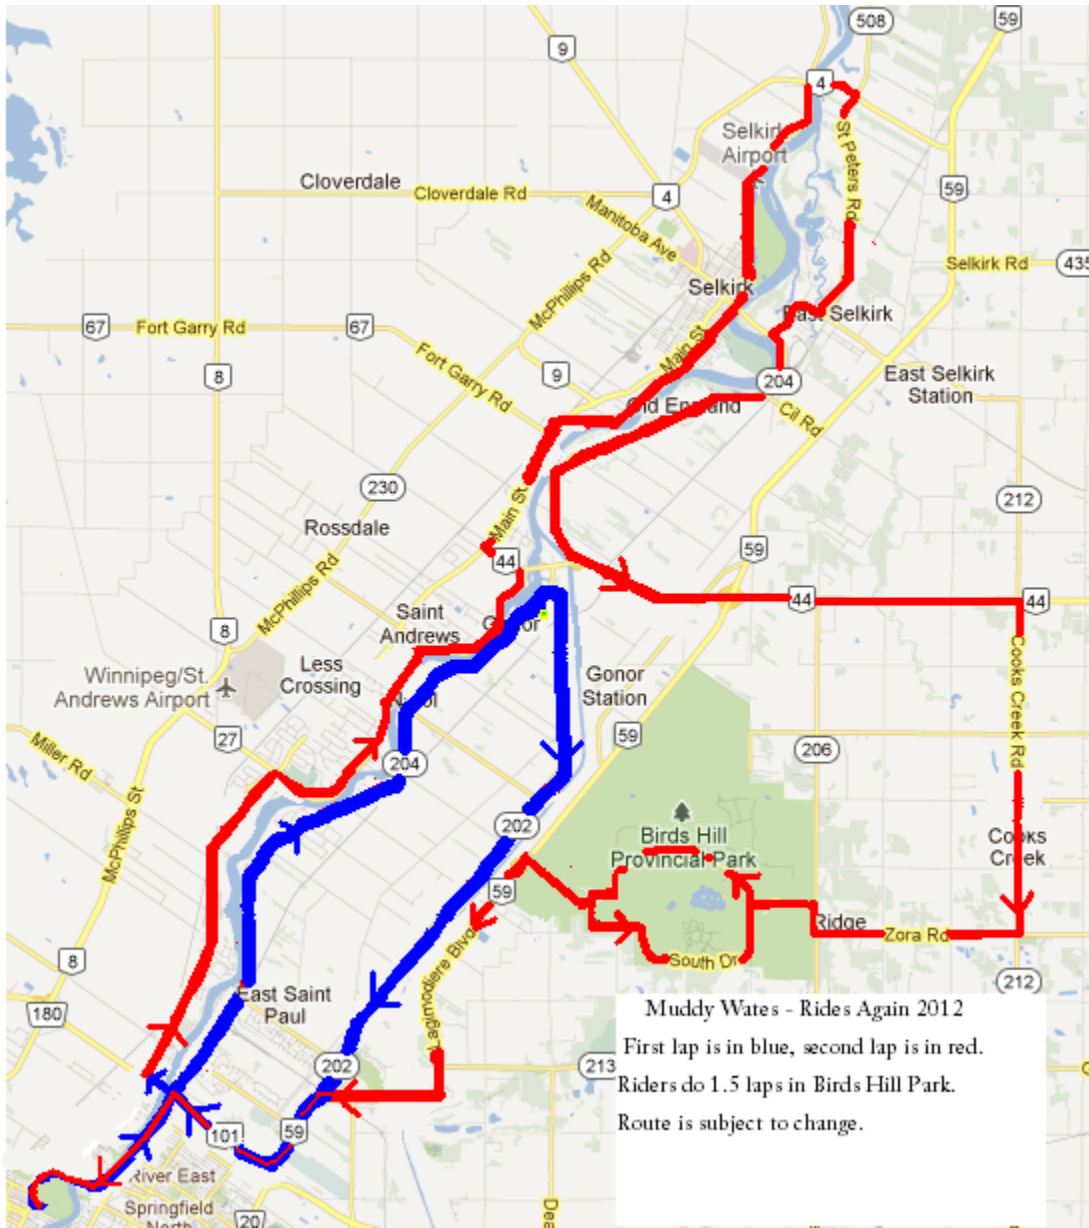 508
59
9
4
Selkirk
Airport
St Peters Rd
Cloverdale
Cloverdale Rd
4
59
Manitoba Ave
McPhillips Rd
Selkirk Rd
435
Selkirk
East Selkirk
67
Fort Garry Rd
67
Main St
Fort Garry Rd
8
9
204
East Selkirk
Station
Old England
Cil Rd
230
212
Main St
Rossdale
59
44
McPhillips Rd
44
44
Saint
Andrews
8
Less
Crossing
Gonor
Station
Winnipeg/St.
Andrews Airport
Cooks Creek Rd
27
59
206
Miller Rd
204
McPhillips St
202
Birds Hill
Provincial Park
Cooks
Creek
59
Ridge
Zora Rd
Lagimodiere Blvd
South Dr
8
212
180
East Saint
Paul
Muddy Wates - Rides Again 2012
First lap is in blue, second lap is in red.
202
213
Riders do 1.5 laps in Birds Hill Park.
Route is subject to change.
101
59
River East
Springfield
North
20